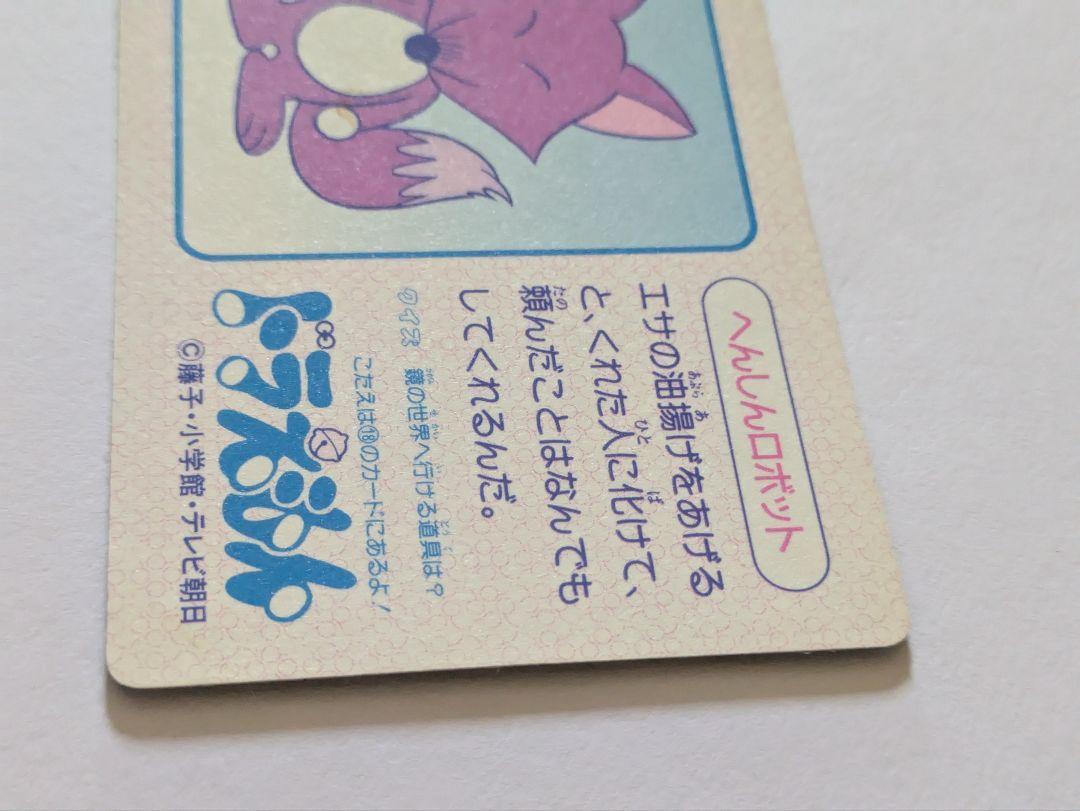 へんしんロボット
エサの油揚げをあげる
と、くれた人に化けて、
頼んだことはなんでも
してくれるんだ。
クイズ 鏡の世界へ行ける道具は?
こたえは⑱のカードにあるよ!
ドラえもん
©藤子・小学館・テレビ朝日